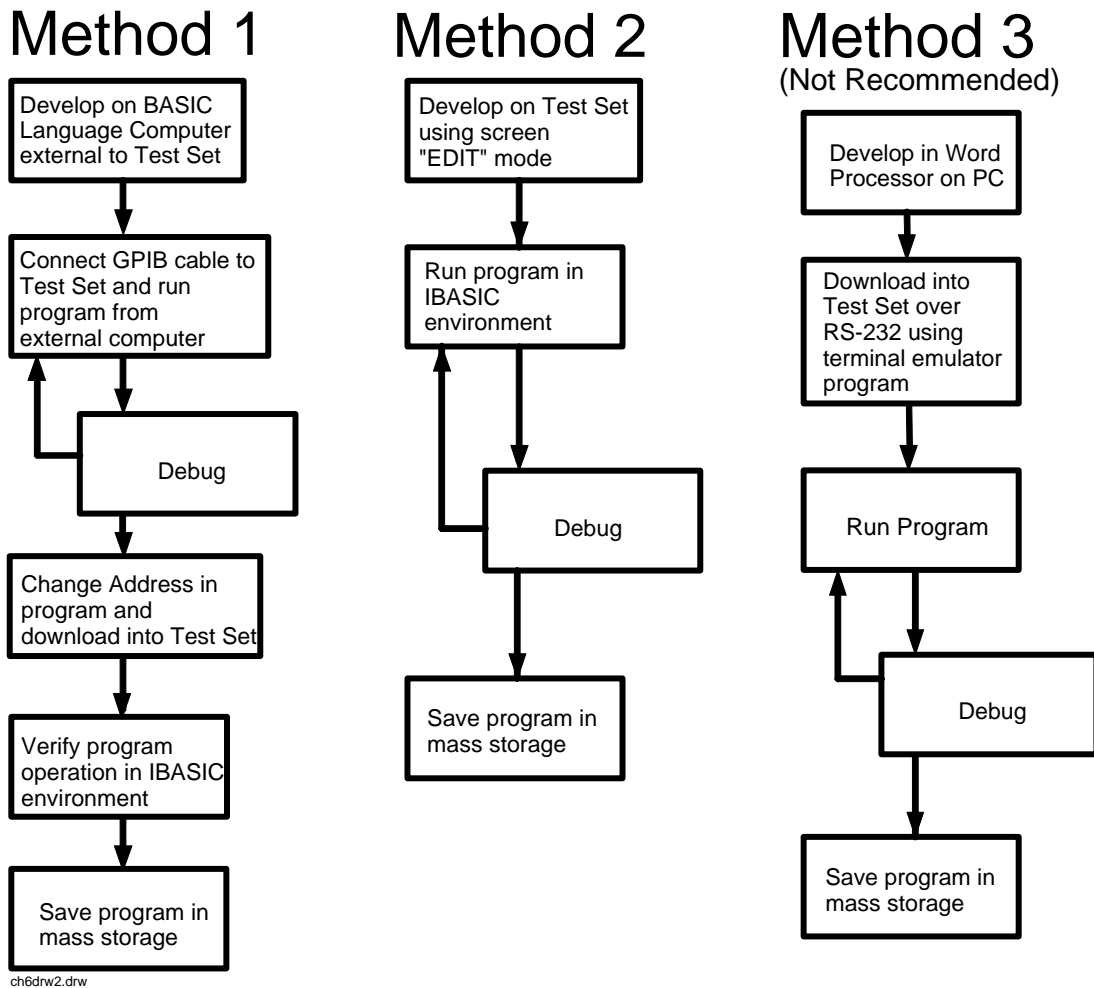 Method 1
Develop on BASIC
Language Computer
external to Test Set
Connect GPIB cable to
Test Set and run
program from
external computer
Debug
Change Address in
program and
download into Test Set
Verify program
operation in IBASIC
environment
Save program in
mass storage
ch6drw2.drw
Method 2
Develop on Test Set
using screen
"EDIT" mode
Run program in
IBASIC
environment
Debug
Save program in
mass storage
Method 3
(Not Recommended)
Develop in Word
Processor on PC
Download into
Test Set over
RS-232 using
terminal emulator
program
Run Program
Debug
Save program in
mass storage